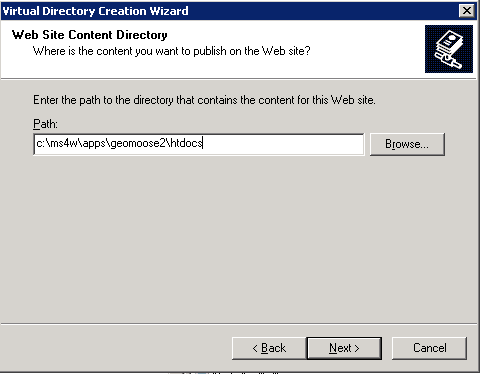 Virtual Directory Creation Wizard
Web Site Content Directory
Where is the content you want to publish on the Web site?
Enter the path to the directory that contains the content for this Web site.
Path:
c:\ms4w\apps\geomoose2\htdocs
Browse...
< Back
Next >
Cancel